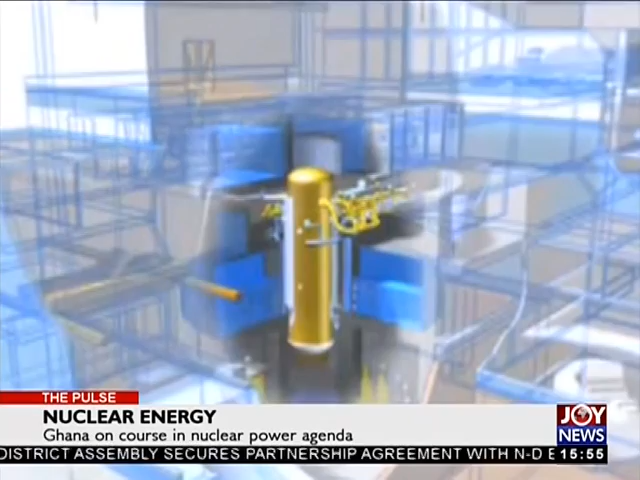 THE PULSE
NUCLEAR ENERGY
Ghana on course in nuclear power agenda
JOY
NEWS
DISTRICT ASSEMBLY SECURES PARTNERSHIP AGREEMENT WITH N-D E
15:55